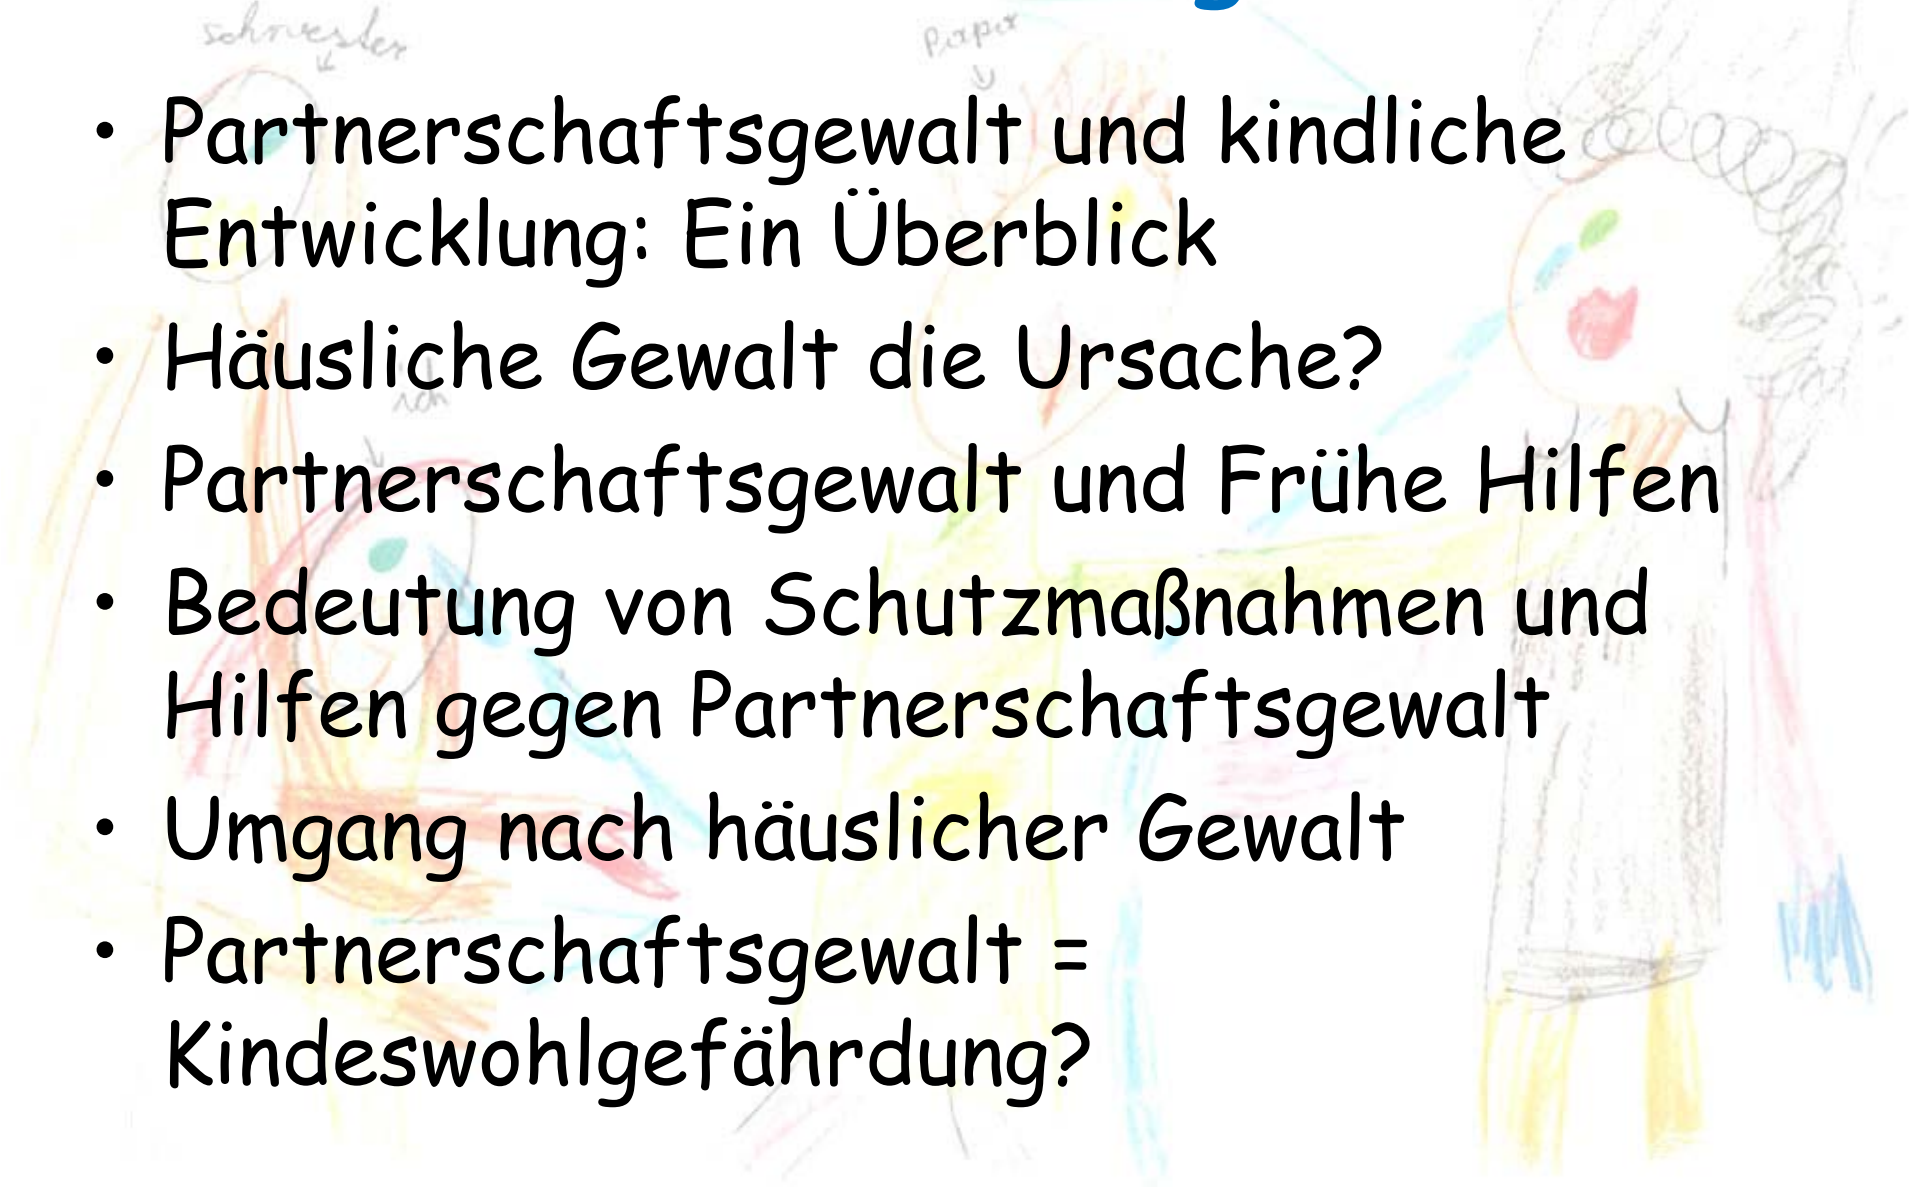 schwester
Papa
• Partnerschaftsgewalt und kindliche
Entwicklung: Ein Überblick
• Häusliche Gewalt die Ursache?
ich
• Partnerschaftsgewalt und Frühe Hilfen
• Bedeutung von Schutzmaßnahmen und
Hilfen gegen Partnerschaftsgewalt
• Umgang nach häuslicher Gewalt
• Partnerschaftsgewalt =
Kindeswohlgefährdung?